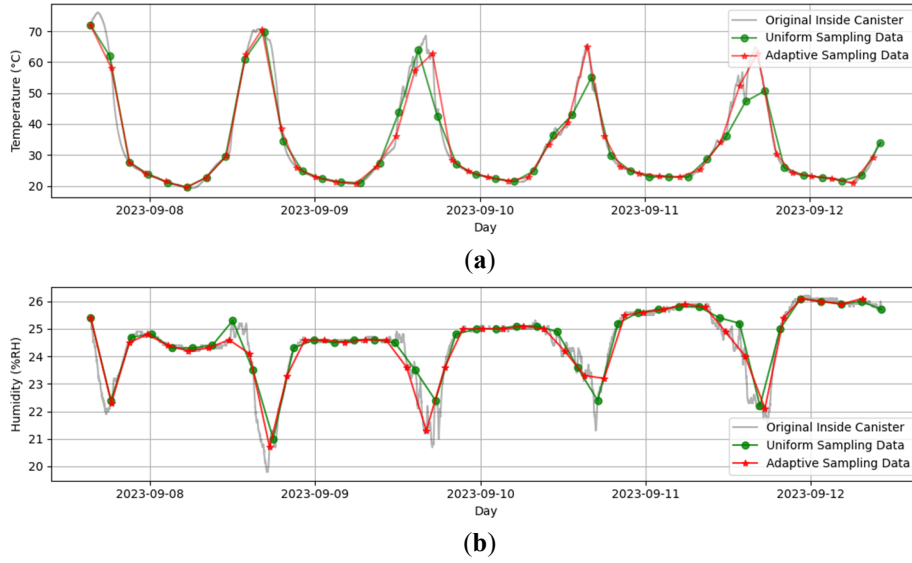 Temperature (°C)
70
60
50
40
30
20
Original Inside Canister
Uniform Sampling Data
Adaptive Sampling Data
2023-09-08
2023-09-09
2023-09-10
2023-09-11
2023-09-12
Day
(a)
Humidity (%RH)
26
25
24
23
22
21
20
Original Inside Canister
Uniform Sampling Data
Adaptive Sampling Data
2023-09-08
2023-09-09
2023-09-10
2023-09-11
2023-09-12
Day
(b)